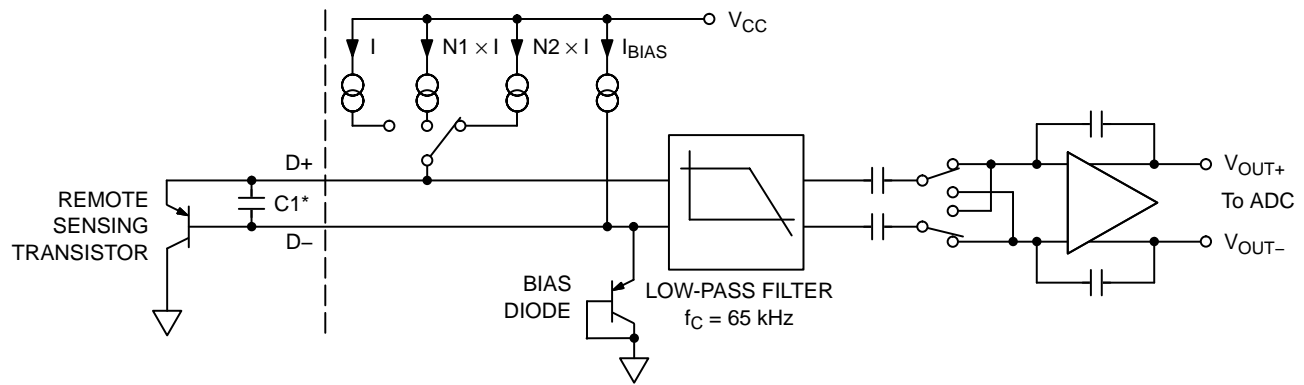 V_CC
I
N1 × I
N2 × I
I_BIAS
D+
C1*
D–
REMOTE
SENSING
TRANSISTOR
BIAS
DIODE
LOW-PASS FILTER
f_C = 65 kHz
V_OUT+
To ADC
V_OUT–